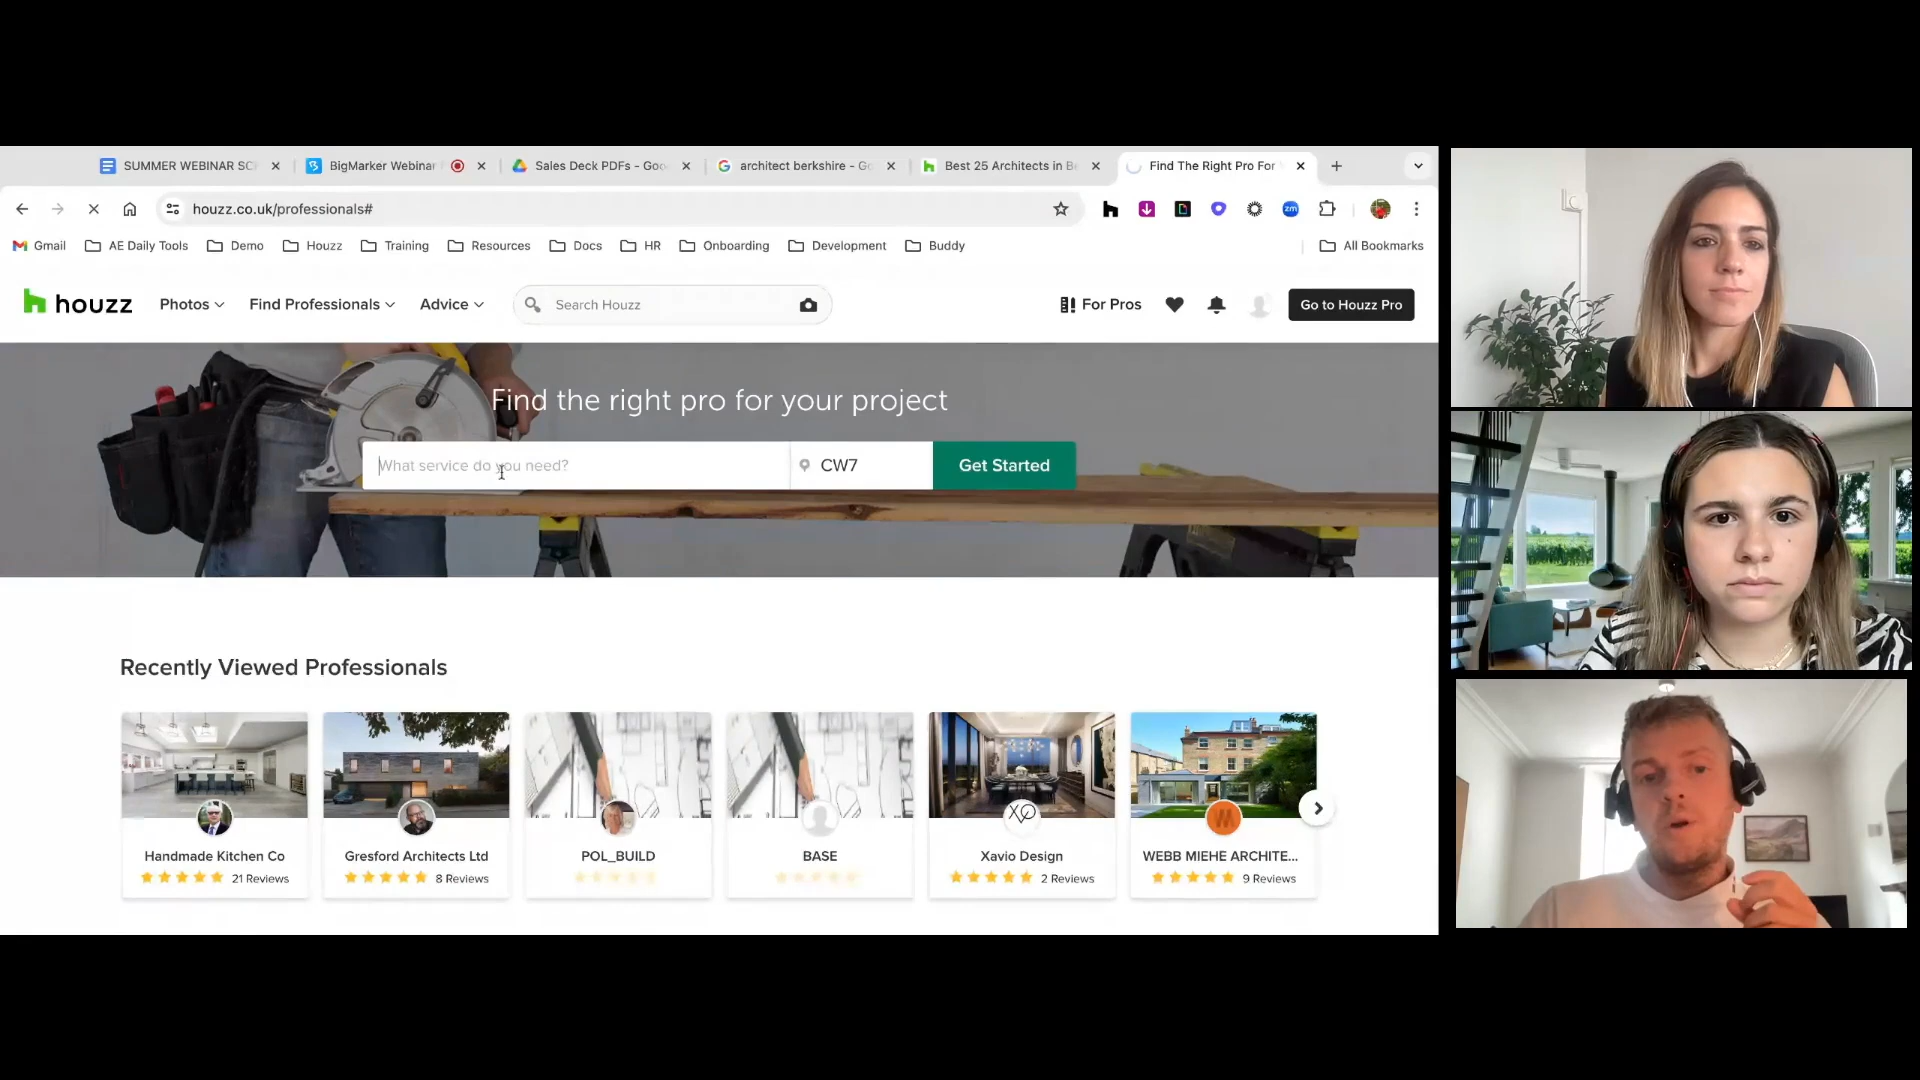 SUMMER WEBINAR SC
BigMarker Webinar
Sales Deck PDFs - Goo
architect berkshire - Go
Best 25 Architects in Be
Find The Right Pro For
houzz.co.uk/professionals#
zm
Gmail
AE Daily Tools
Demo
Houzz
Training
Resources
Docs
HR
Onboarding
Development
Buddy
All Bookmarks
houzz
Photos
Find Professionals
Advice
Search Houzz
For Pros
Go to Houzz Pro
Find the right pro for your project
What service do you need?
CW7
Get Started
Recently Viewed Professionals
Handmade Kitchen Co
21 Reviews
Gresford Architects Ltd
8 Reviews
POL_BUILD
BASE
XO
Xavio Design
2 Reviews
WEBB MIEHE ARCHITE...
9 Reviews